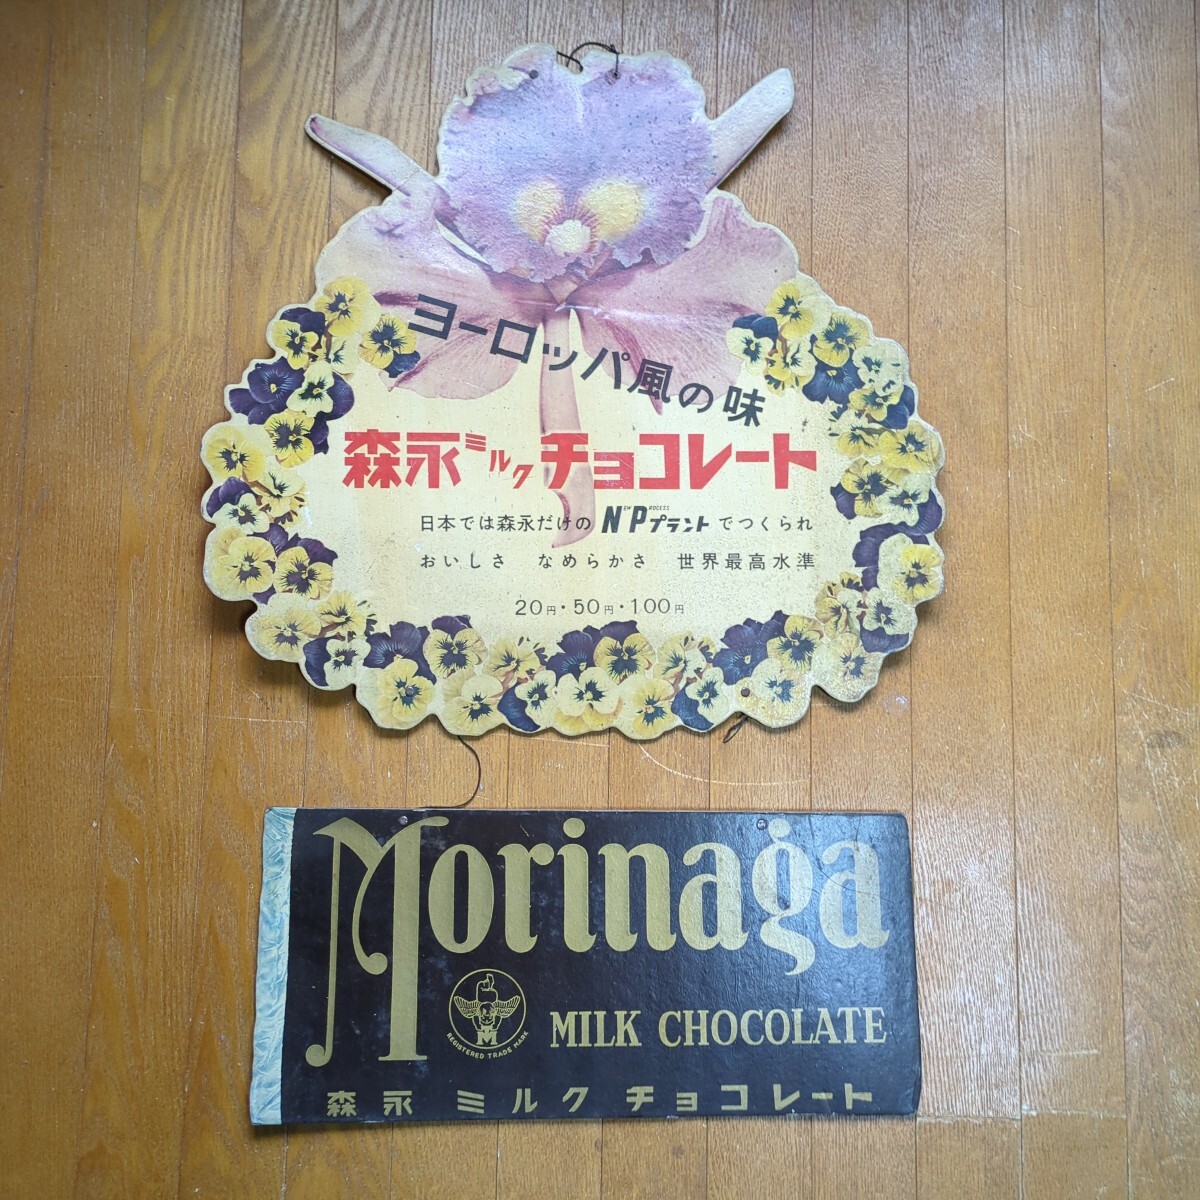 ヨーロッパ風の味
森永ミルクチョコレート
日本では森永だけの NEW PROCESS プラントでつくられ
おいしさ なめらかさ 世界最高水準
20円・50円・100円
Morinaga
M
REGISTERED TRADE MARK
MILK CHOCOLATE
森永 ミルク チョコレート